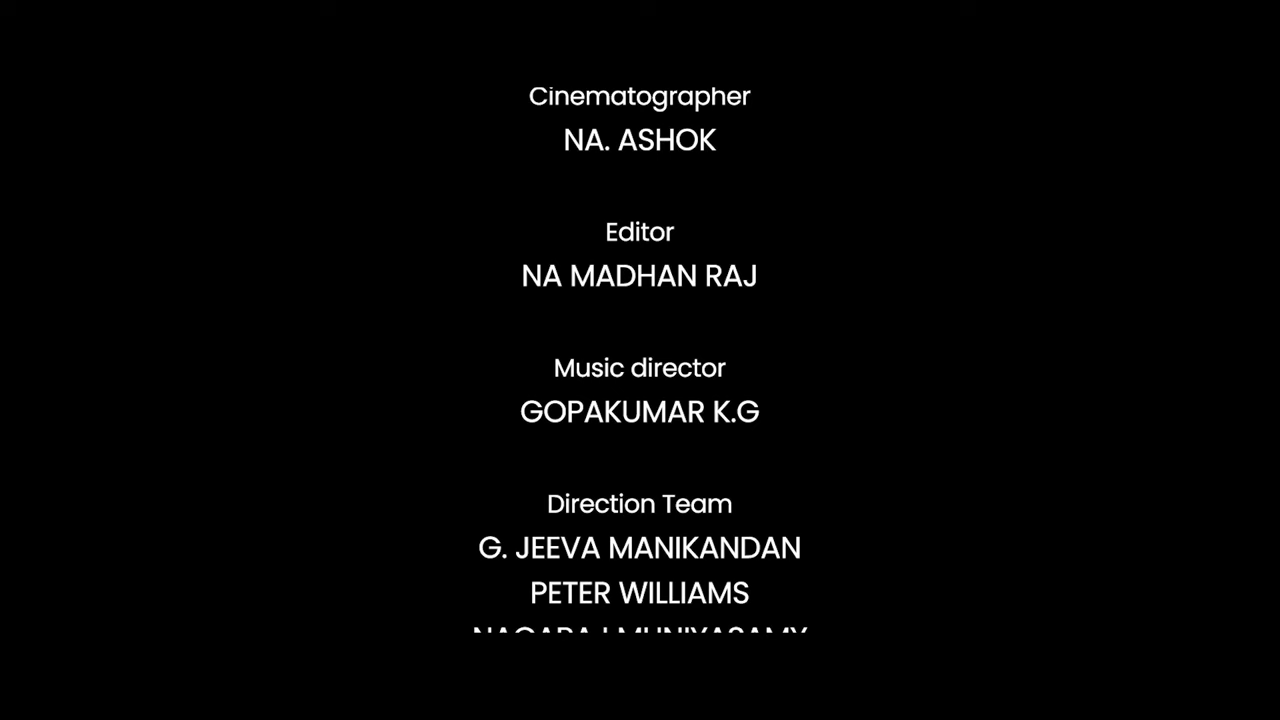 Cinematographer
NA. ASHOK
Editor
NA MADHAN RAJ
Music director
GOPAKUMAR K.G
Direction Team
G. JEEVA MANIKANDAN
PETER WILLIAMS